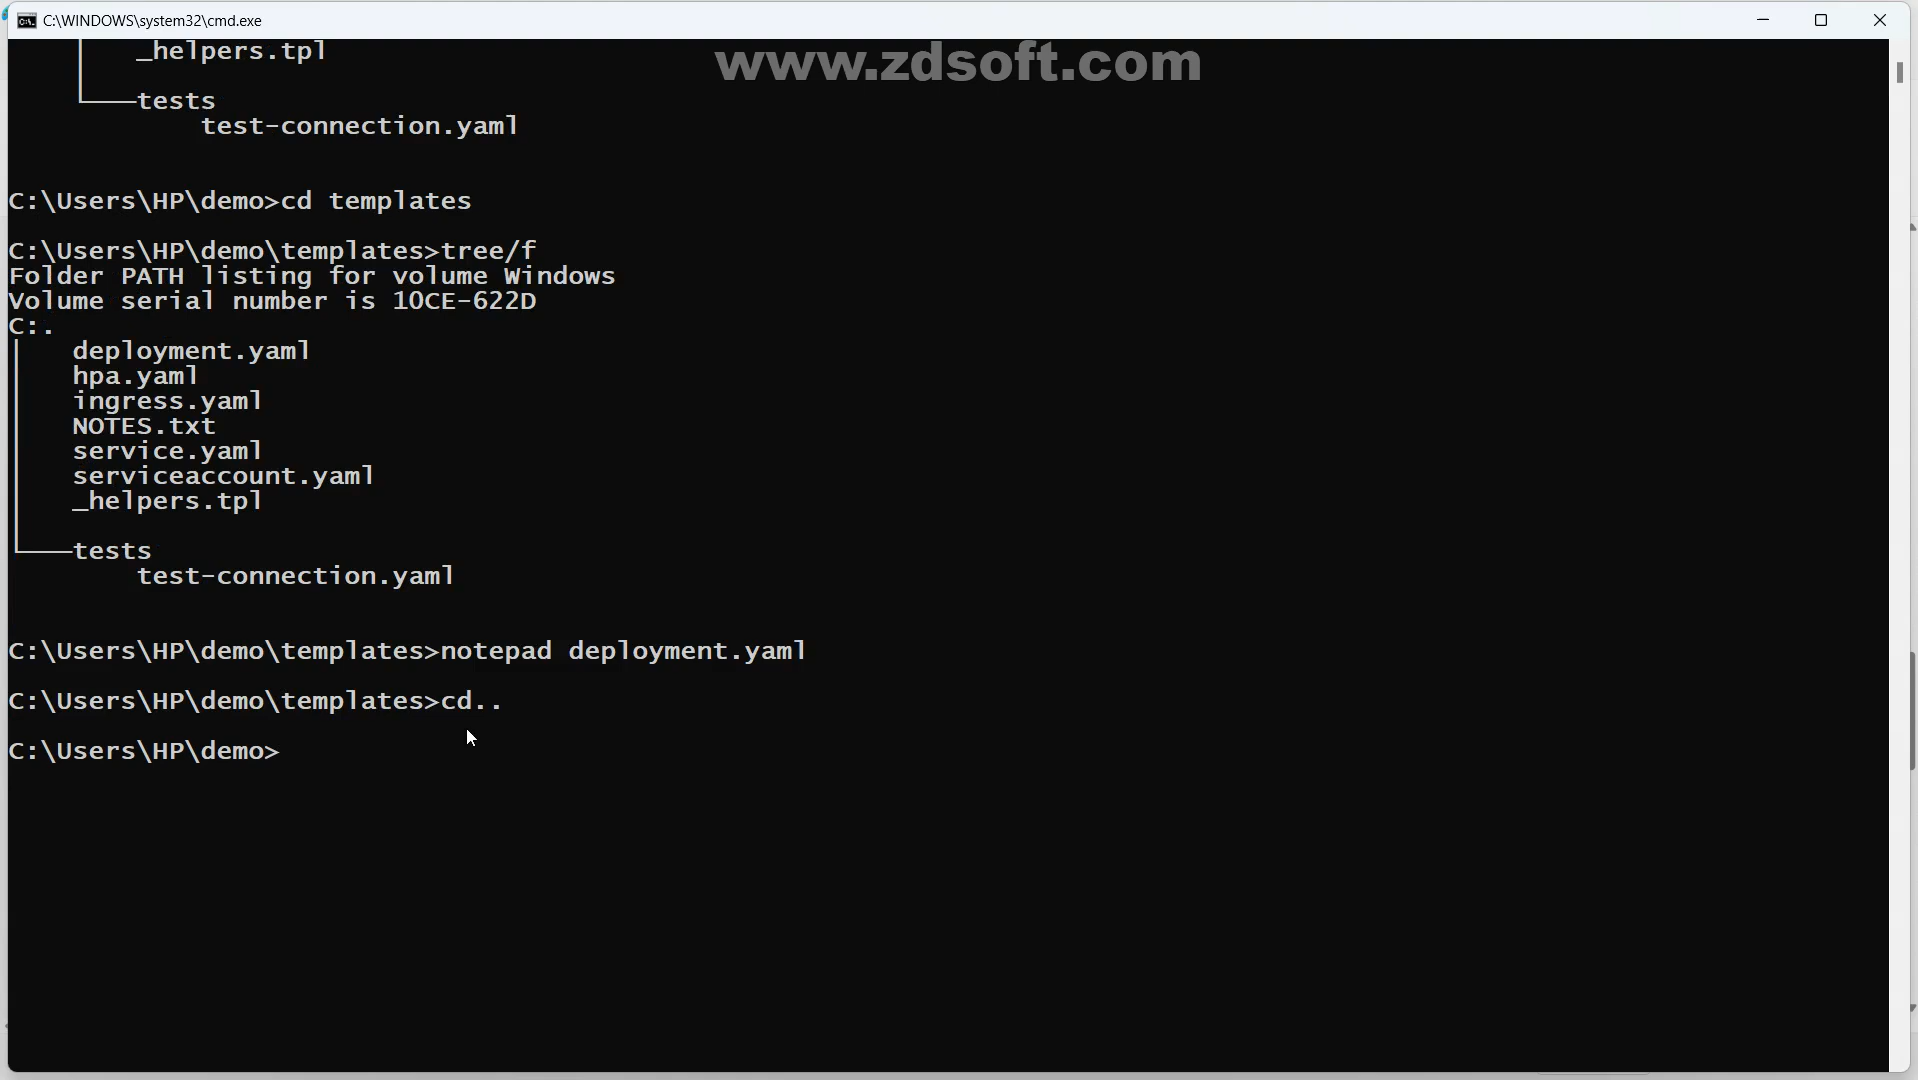 C:\WINDOWS\system32\cmd.exe
www.zdsoft.com
_helpers.tpl
tests
test-connection.yaml
C:\Users\HP\demo>cd templates
C:\Users\HP\demo\templates>tree/f
Folder PATH listing for volume Windows
Volume serial number is 10CE-622D
C:.
deployment.yaml
hpa.yaml
ingress.yaml
NOTES.txt
service.yaml
serviceaccount.yaml
_helpers.tpl
tests
test-connection.yaml
C:\Users\HP\demo\templates>notepad deployment.yaml
C:\Users\HP\demo\templates>cd..
C:\Users\HP\demo>